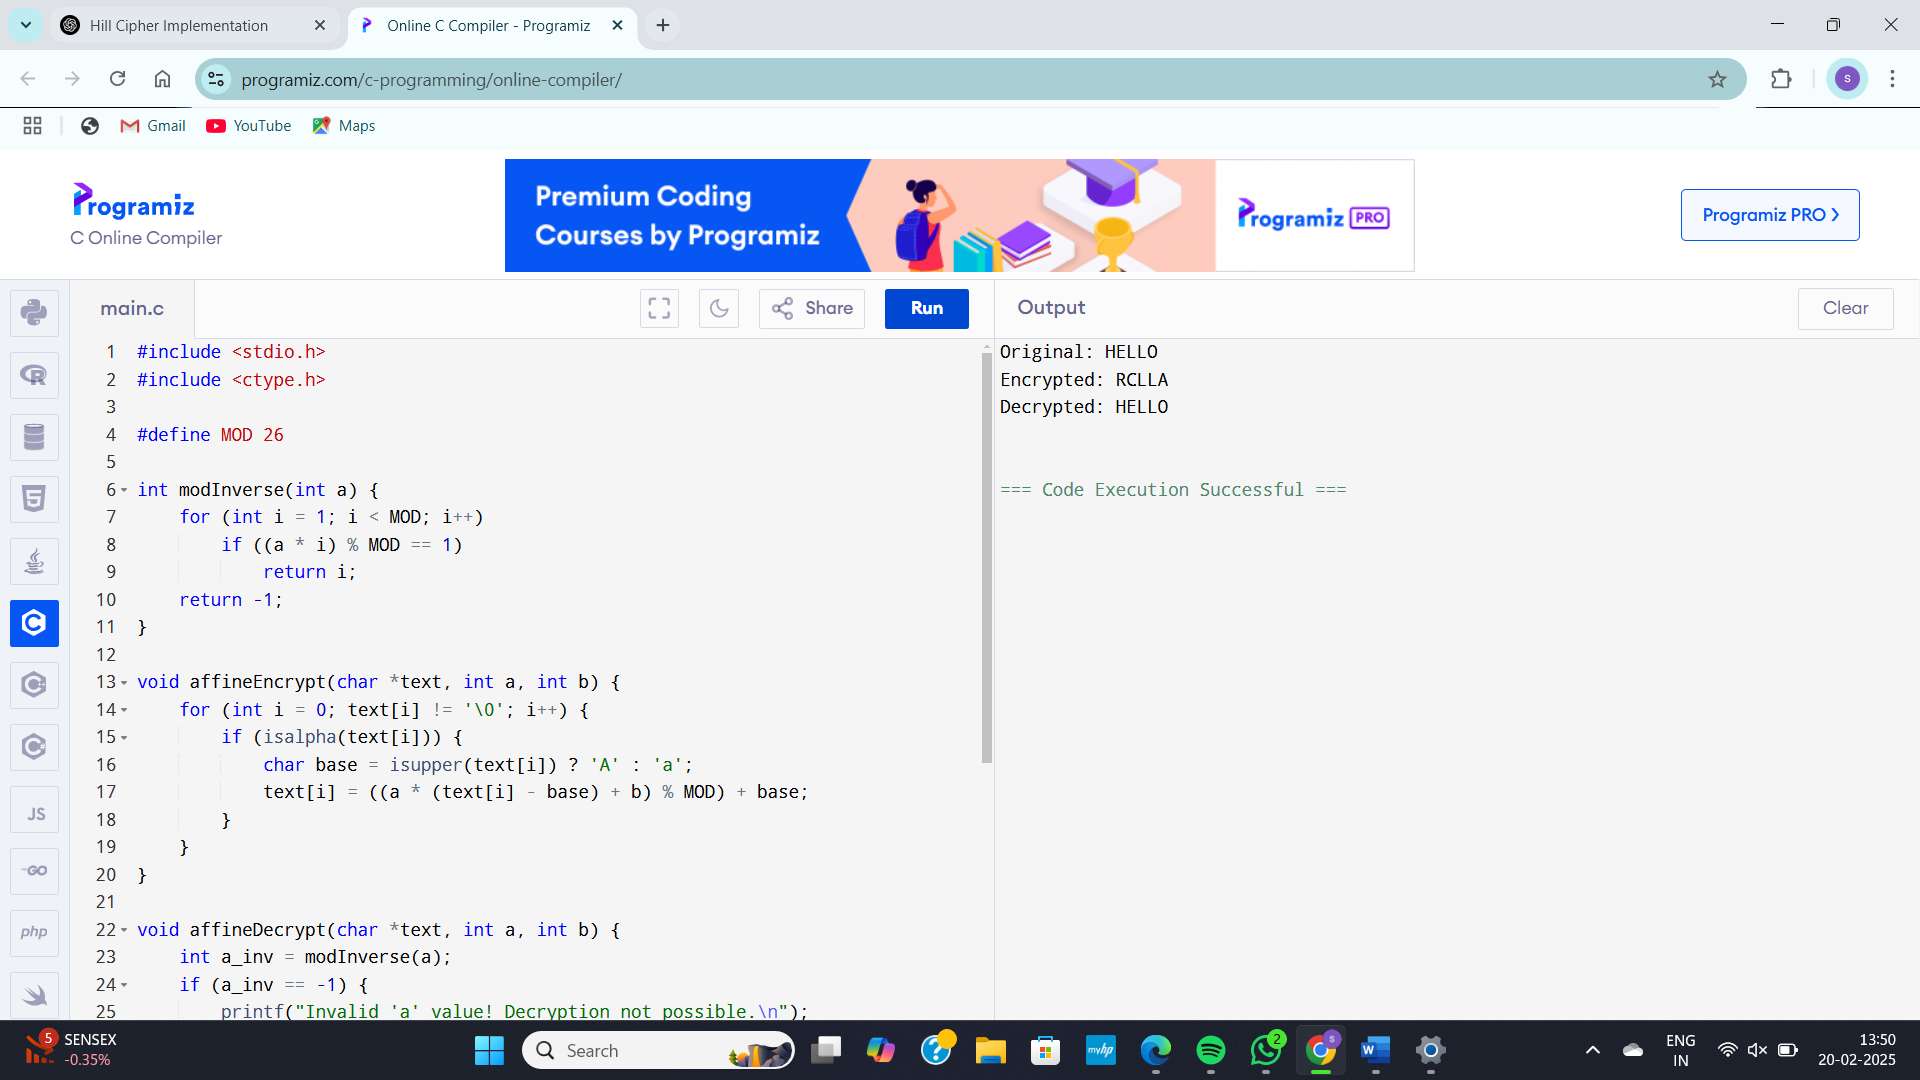 Hill Cipher Implementation
Online C Compiler - Programiz
programiz.com/c-programming/online-compiler/
S
Gmail
YouTube
Maps
Programiz
C Online Compiler
Premium Coding
Courses by Programiz
Programiz PRO
Programiz PRO
main.c
Share
Run
Output
Clear
1 #include <stdio.h>
2 #include <ctype.h>
3
4 #define MOD 26
5
6 int modInverse(int a) {
7     for (int i = 1; i < MOD; i++)
8         if ((a * i) % MOD == 1)
9             return i;
10     return -1;
11 }
12
13 void affineEncrypt(char *text, int a, int b) {
14     for (int i = 0; text[i] != '\0'; i++) {
15         if (isalpha(text[i])) {
16             char base = isupper(text[i]) ? 'A' : 'a';
17             text[i] = ((a * (text[i] - base) + b) % MOD) + base;
18         }
19     }
20 }
21
22 void affineDecrypt(char *text, int a, int b) {
23     int a_inv = modInverse(a);
24     if (a_inv == -1) {
25         printf("Invalid 'a' value! Decryption not possible.\n");
Original: HELLO
Encrypted: RCLLA
Decrypted: HELLO
=== Code Execution Successful ===
R
5
JS
GO
php
5
SENSEX
-0.35%
Search
myhp
2
S
W
ENG
IN
13:50
20-02-2025